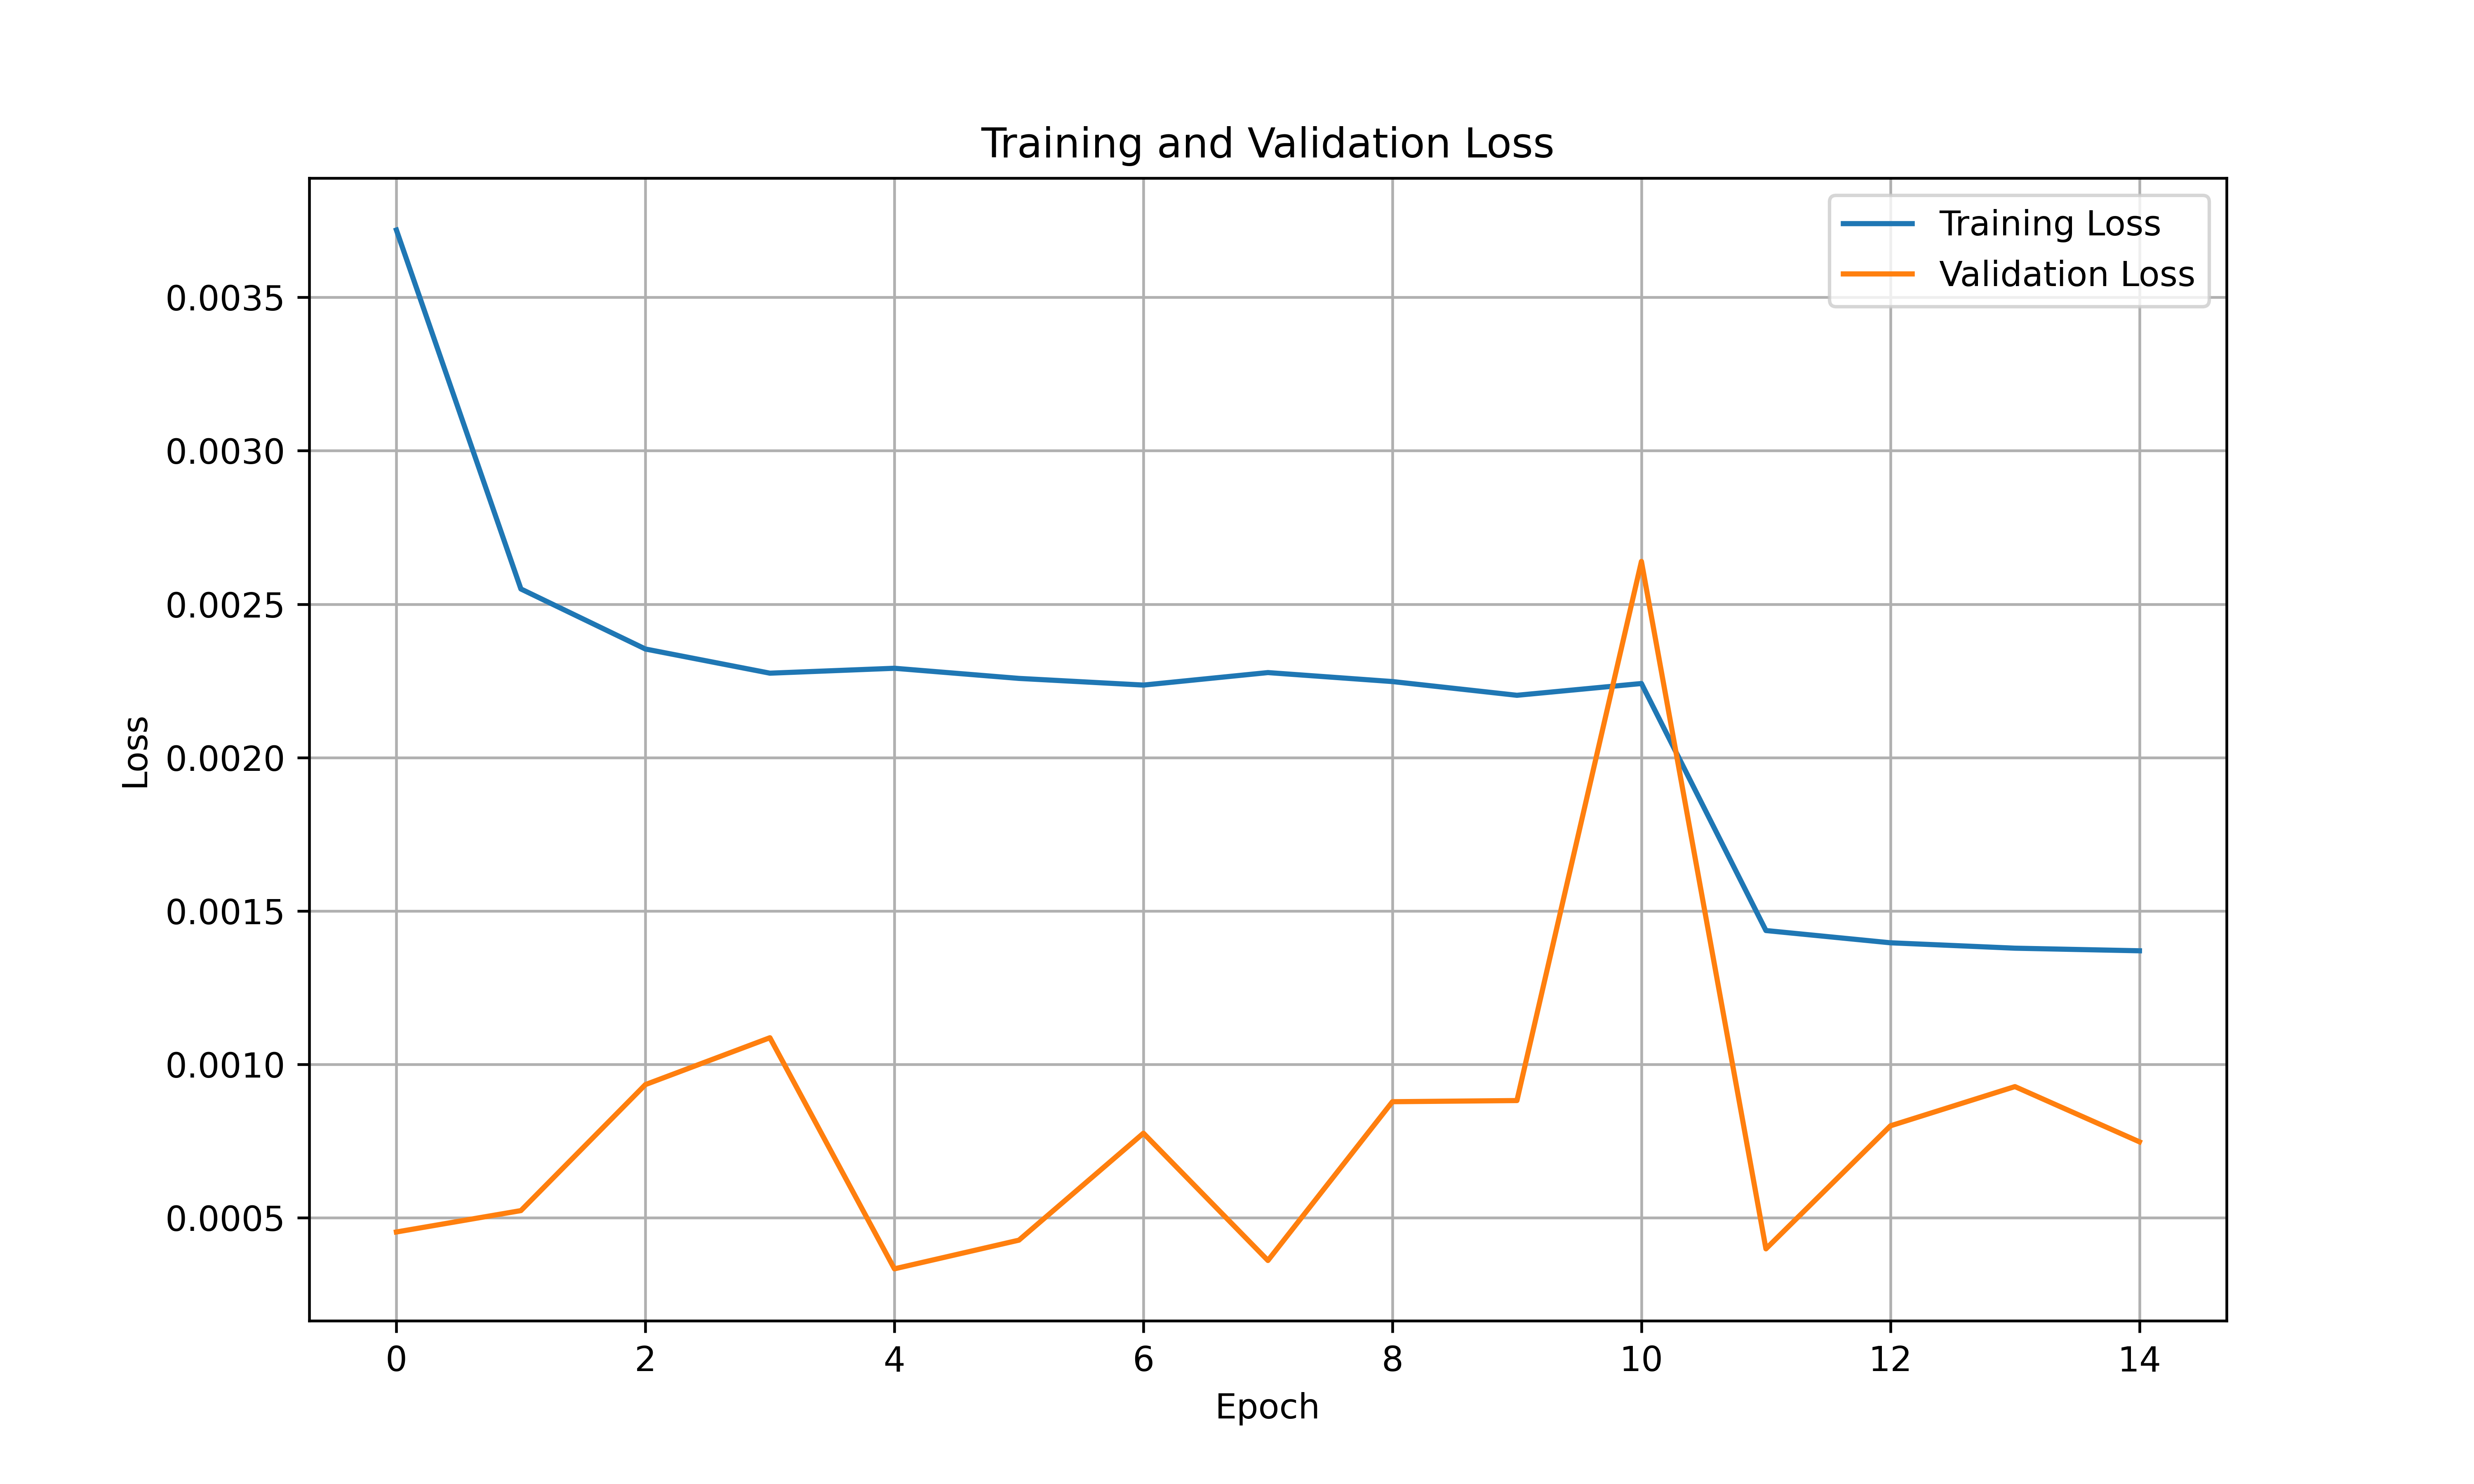 Training and Validation Loss
Training Loss
Validation Loss
0.0035
0.0030
0.0025
0.0020
0.0015
0.0010
0.0005
Loss
0 2 4 6 8 10 12 14
Epoch